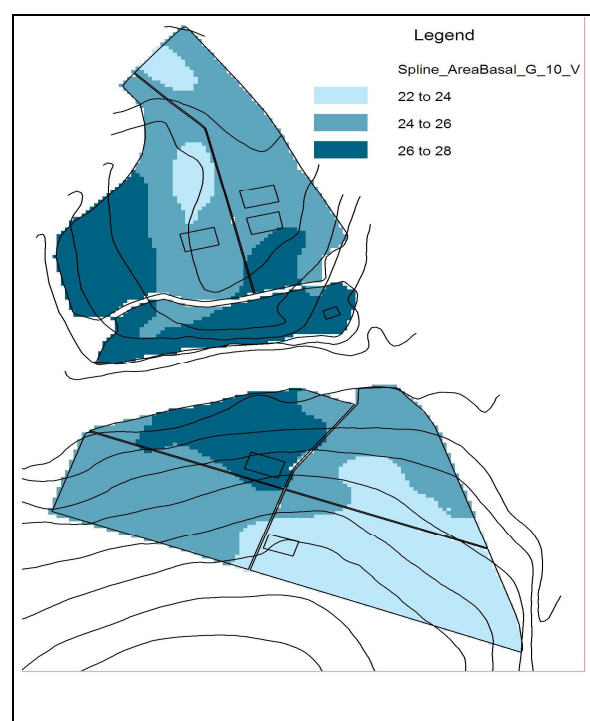 Legend
Spline_AreaBasal_G_10_V
22 to 24
24 to 26
26 to 28